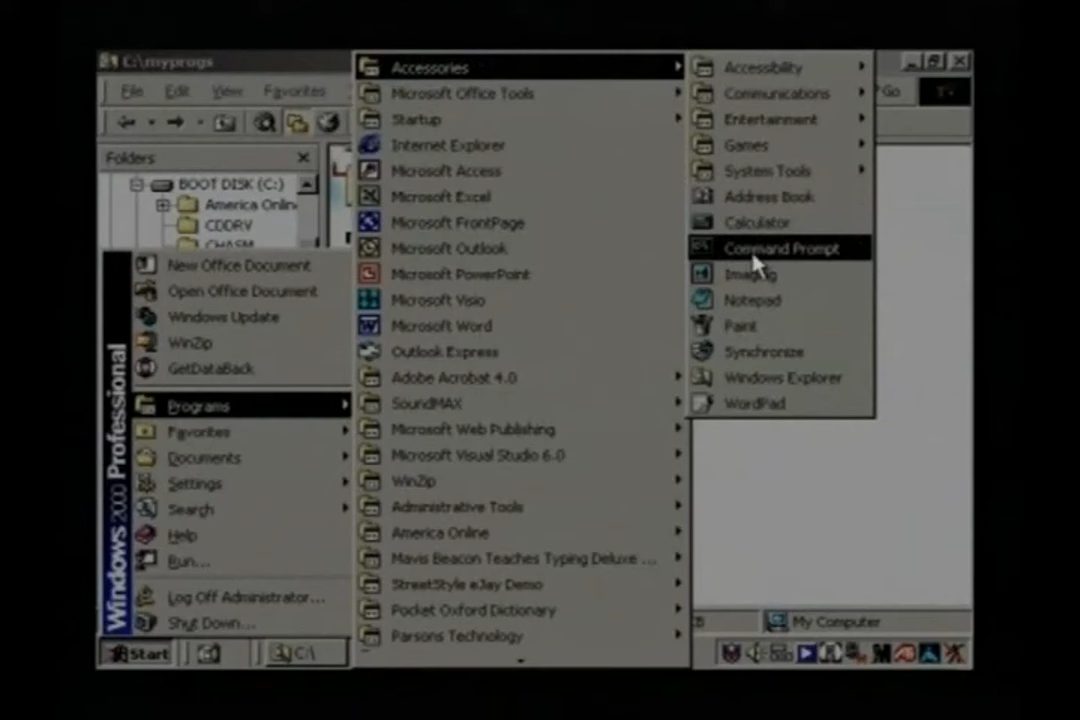 C:\myprogs
File Edit View Favorites
Go
Folders
BOOT DISK (C:)
America Onlin
CDDRV
CHASM
New Office Document
Open Office Document
Windows Update
WinZip
GetDataBack
Programs
Favorites
Documents
Settings
Search
Help
Run...
Log Off Administrator...
Shut Down...
Windows 2000 Professional
Accessories
Microsoft Office Tools
Startup
Internet Explorer
Microsoft Access
Microsoft Excel
Microsoft FrontPage
Microsoft Outlook
Microsoft PowerPoint
Microsoft Visio
Microsoft Word
Outlook Express
Adobe Acrobat 4.0
SoundMAX
Microsoft Web Publishing
Microsoft Visual Studio 6.0
WinZip
Administrative Tools
America Online
Mavis Beacon Teaches Typing Deluxe ...
StreetStyle eJay Demo
Pocket Oxford Dictionary
Parsons Technology
Accessibility
Communications
Entertainment
Games
System Tools
Address Book
Calculator
Command Prompt
Imaging
Notepad
Paint
Synchronize
Windows Explorer
WordPad
My Computer
Start
C:\